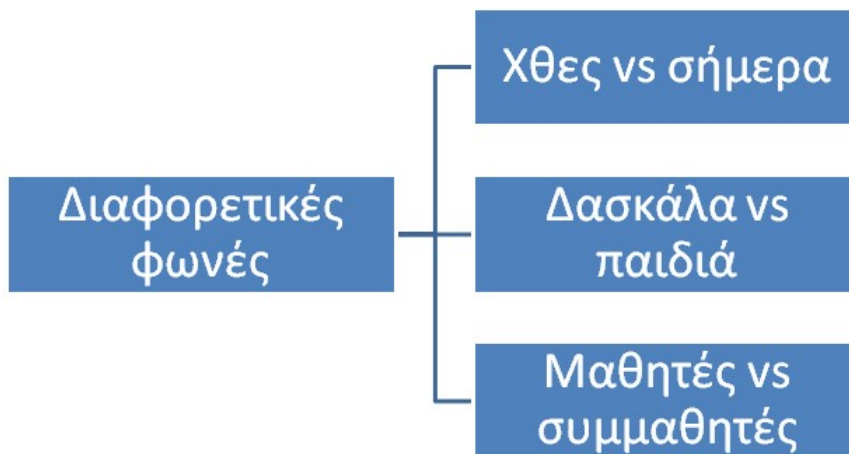 Χθες vs σήμερα
Διαφορετικές
φωνές
Δασκάλα vs
παιδιά
Μαθητές vs
συμμαθητές